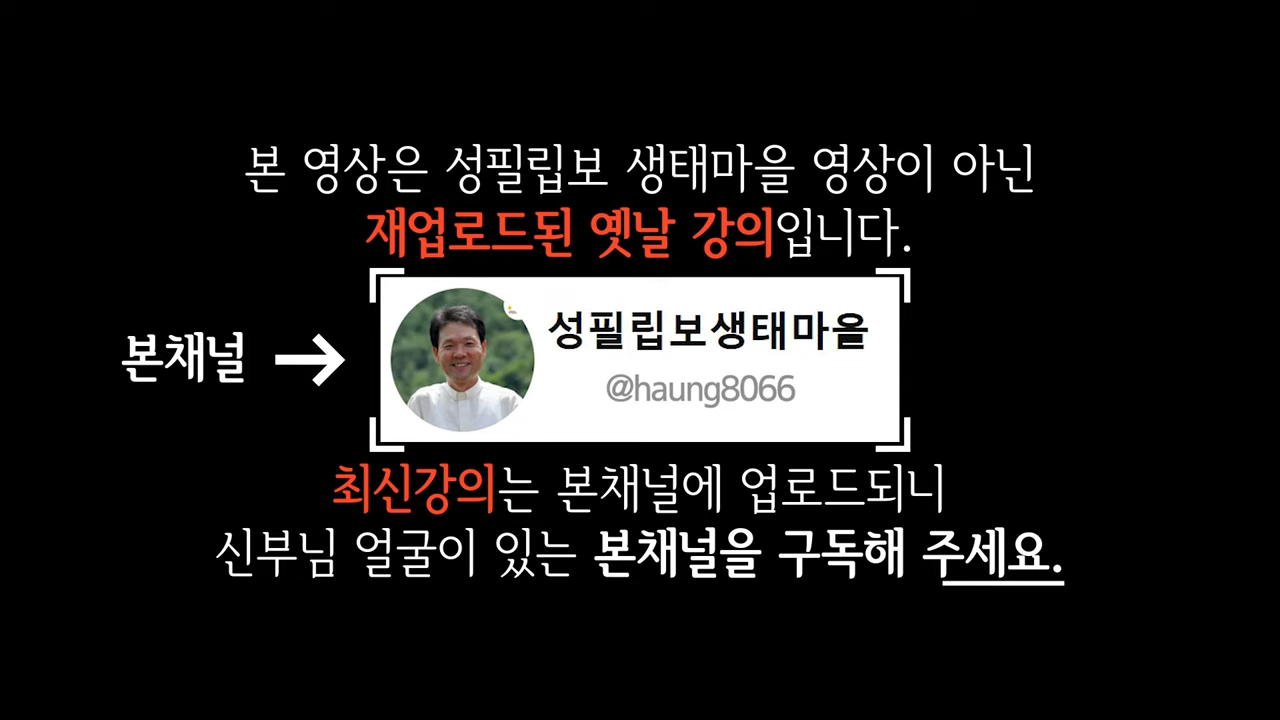 본 영상은 성필립보 생태마을 영상이 아닌
재업로드된 옛날 강의입니다.
본채널 →
성필립보생태마을
@haung8066
최신강의는 본채널에 업로드되니
신부님 얼굴이 있는 본채널을 구독해 주세요.